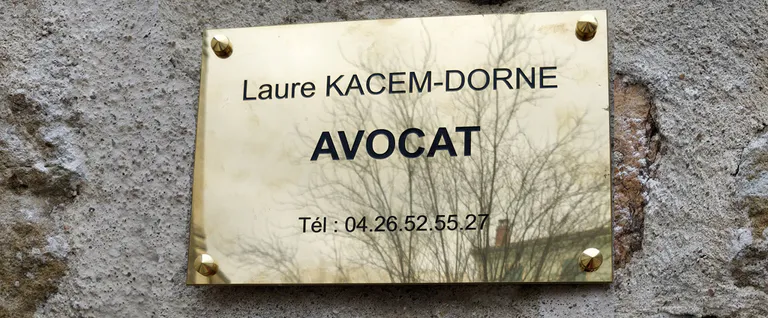 Laure KACEM-DORNE
AVOCAT
Tél : 04.26.52.55.27